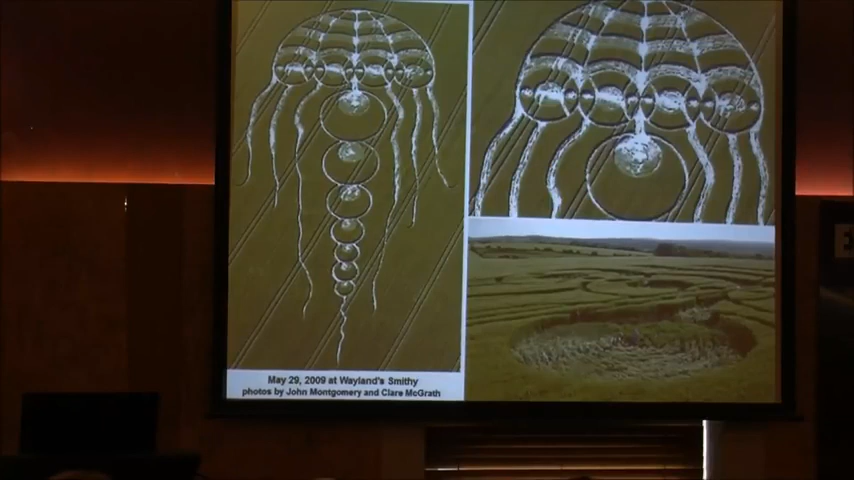 May 29, 2009 at Wayland's Smithy
photos by John Montgomery and Clare McGrath